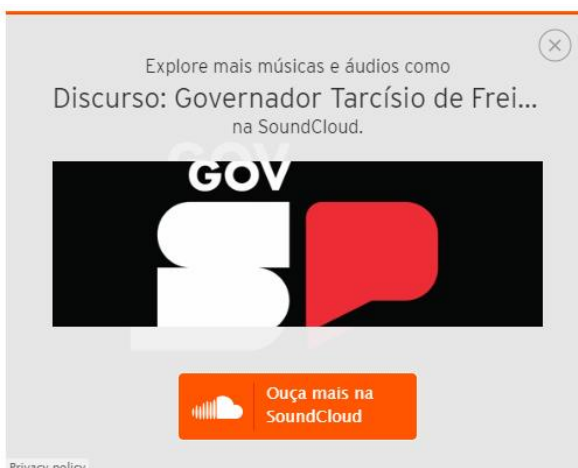 Explore mais músicas e áudios como
Discurso: Governador Tarcísio de Frei...
na SoundCloud.
GOV
SP
Ouça mais na
SoundCloud
Privacy policy